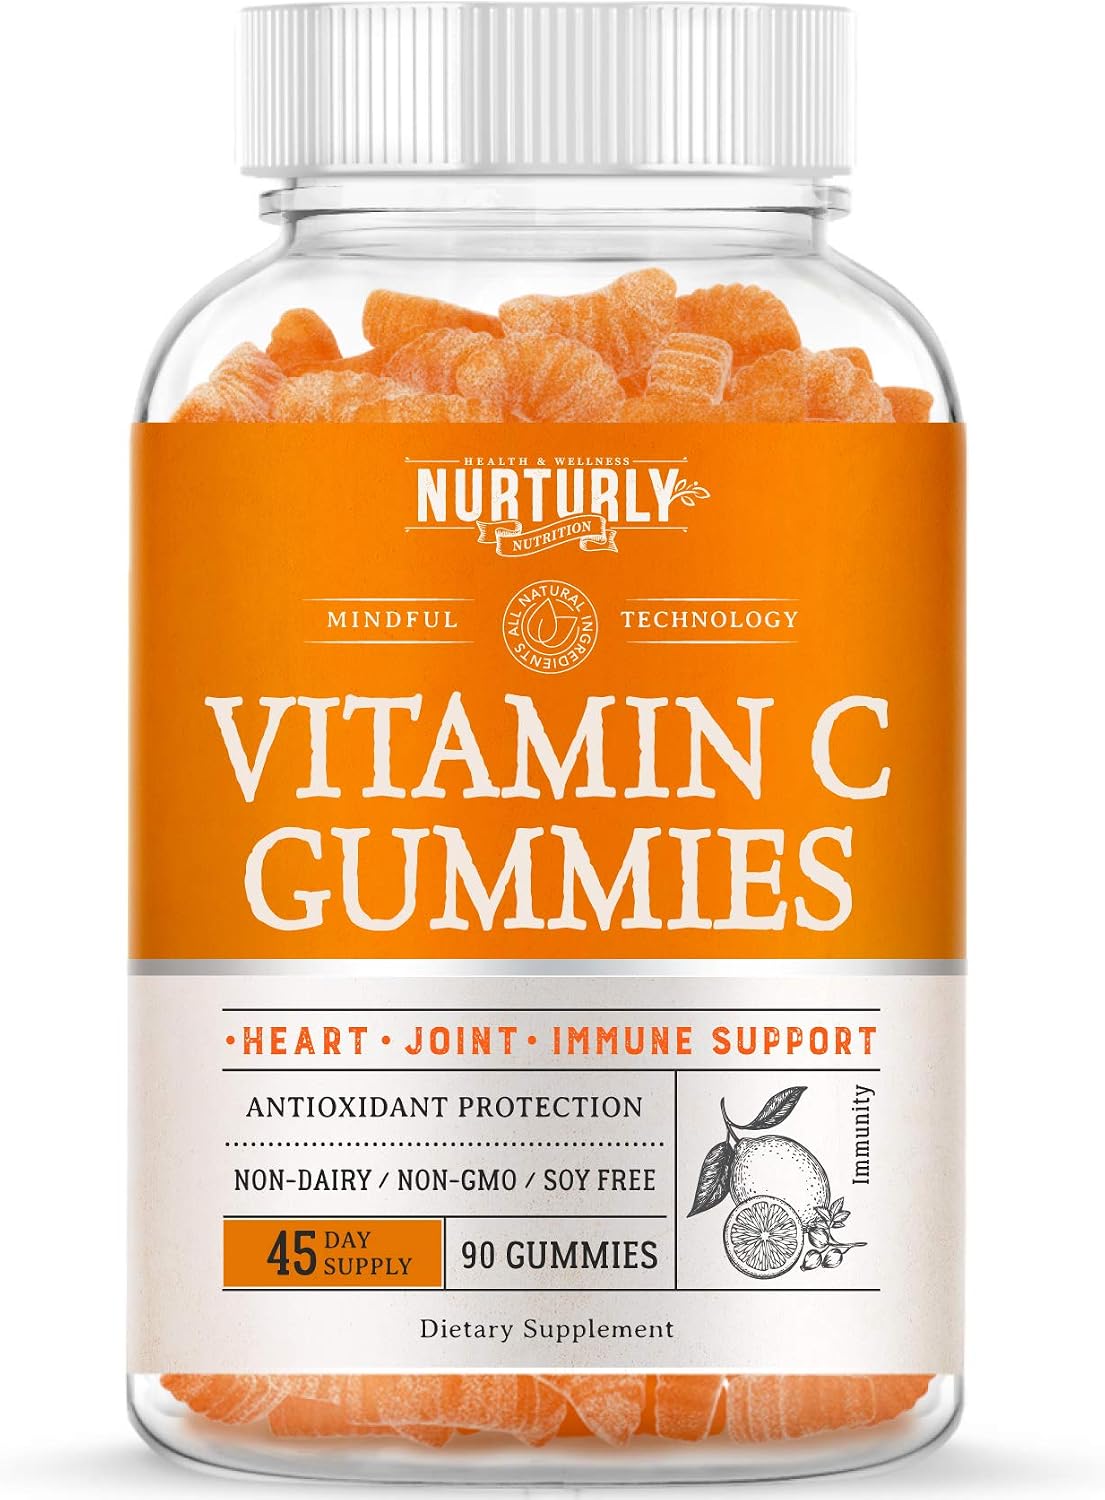 HEALTH & WELLNESS
NURTURLY
NUTRITION
MINDFUL
ALL NATURAL INGREDIENTS
TECHNOLOGY
VITAMIN C
GUMMIES
•HEART • JOINT • IMMUNE SUPPORT
ANTIOXIDANT PROTECTION
NON-DAIRY / NON-GMO / SOY FREE
45 DAY SUPPLY
90 GUMMIES
Immunity
Dietary Supplement